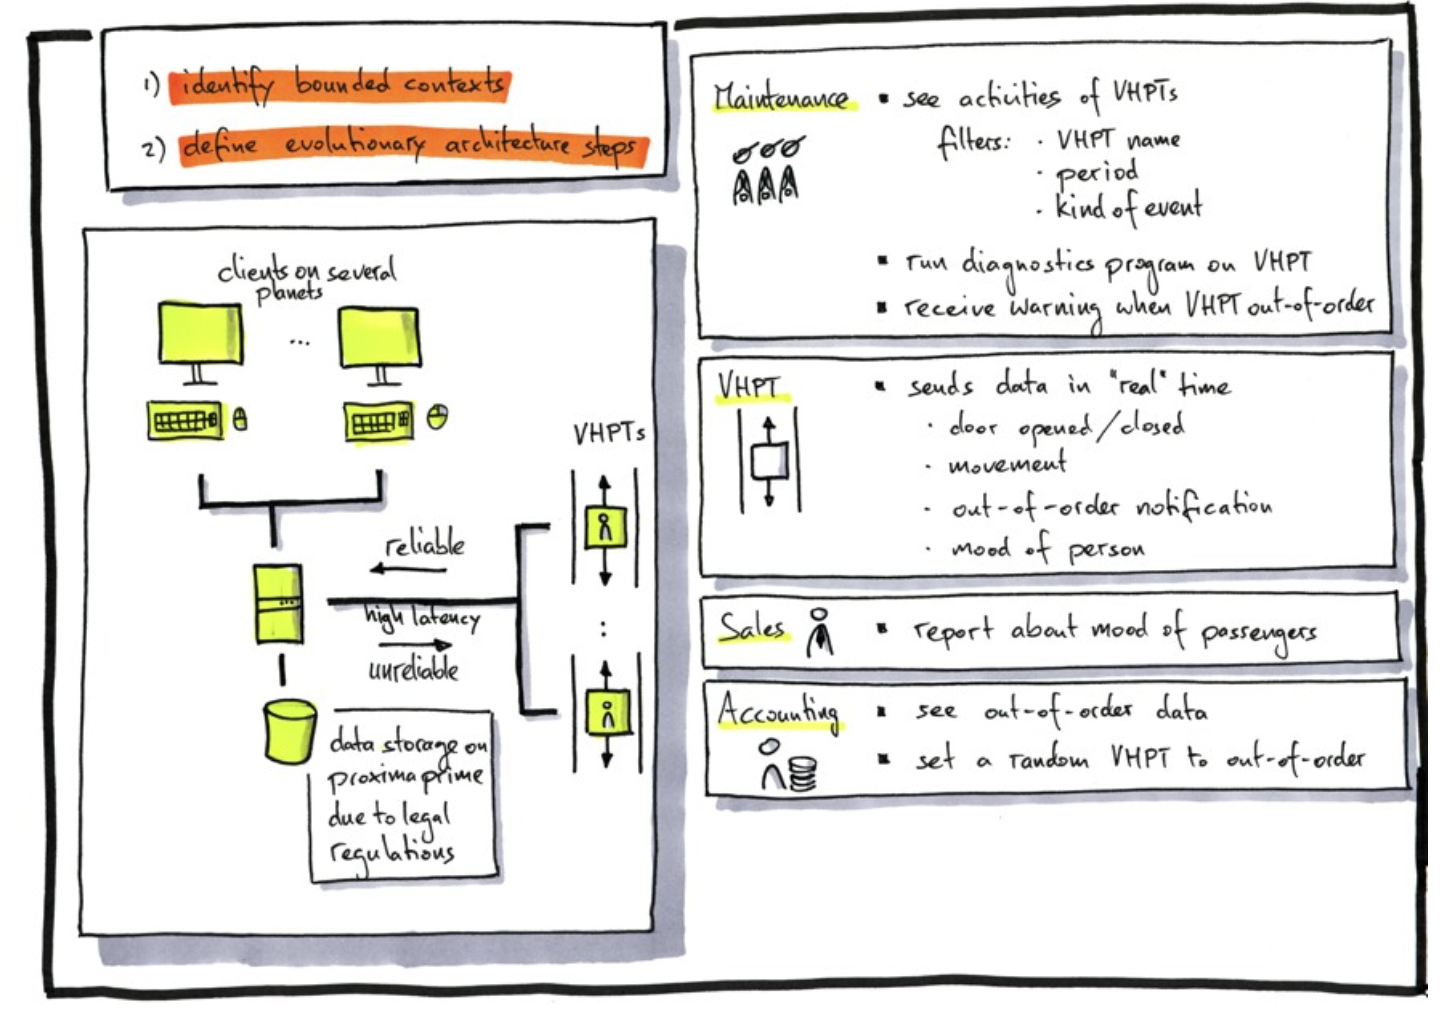 1) identify bounded contexts
2) define evolutionary architecture steps
clients on several
planets
...
VHPTs
reliable
high latency
unreliable
:
data storage on
proxima prime
due to legal
regulations
Maintenance ▪ see activities of VHPTs
filters: · VHPT name
· period
· kind of event
▪ run diagnostics program on VHPT
▪ receive warning when VHPT out-of-order
VHPT ▪ sends data in "real" time
· door opened/closed
· movement
· out-of-order notification
· mood of person
Sales ▪ report about mood of passengers
Accounting ▪ see out-of-order data
▪ set a random VHPT to out-of-order